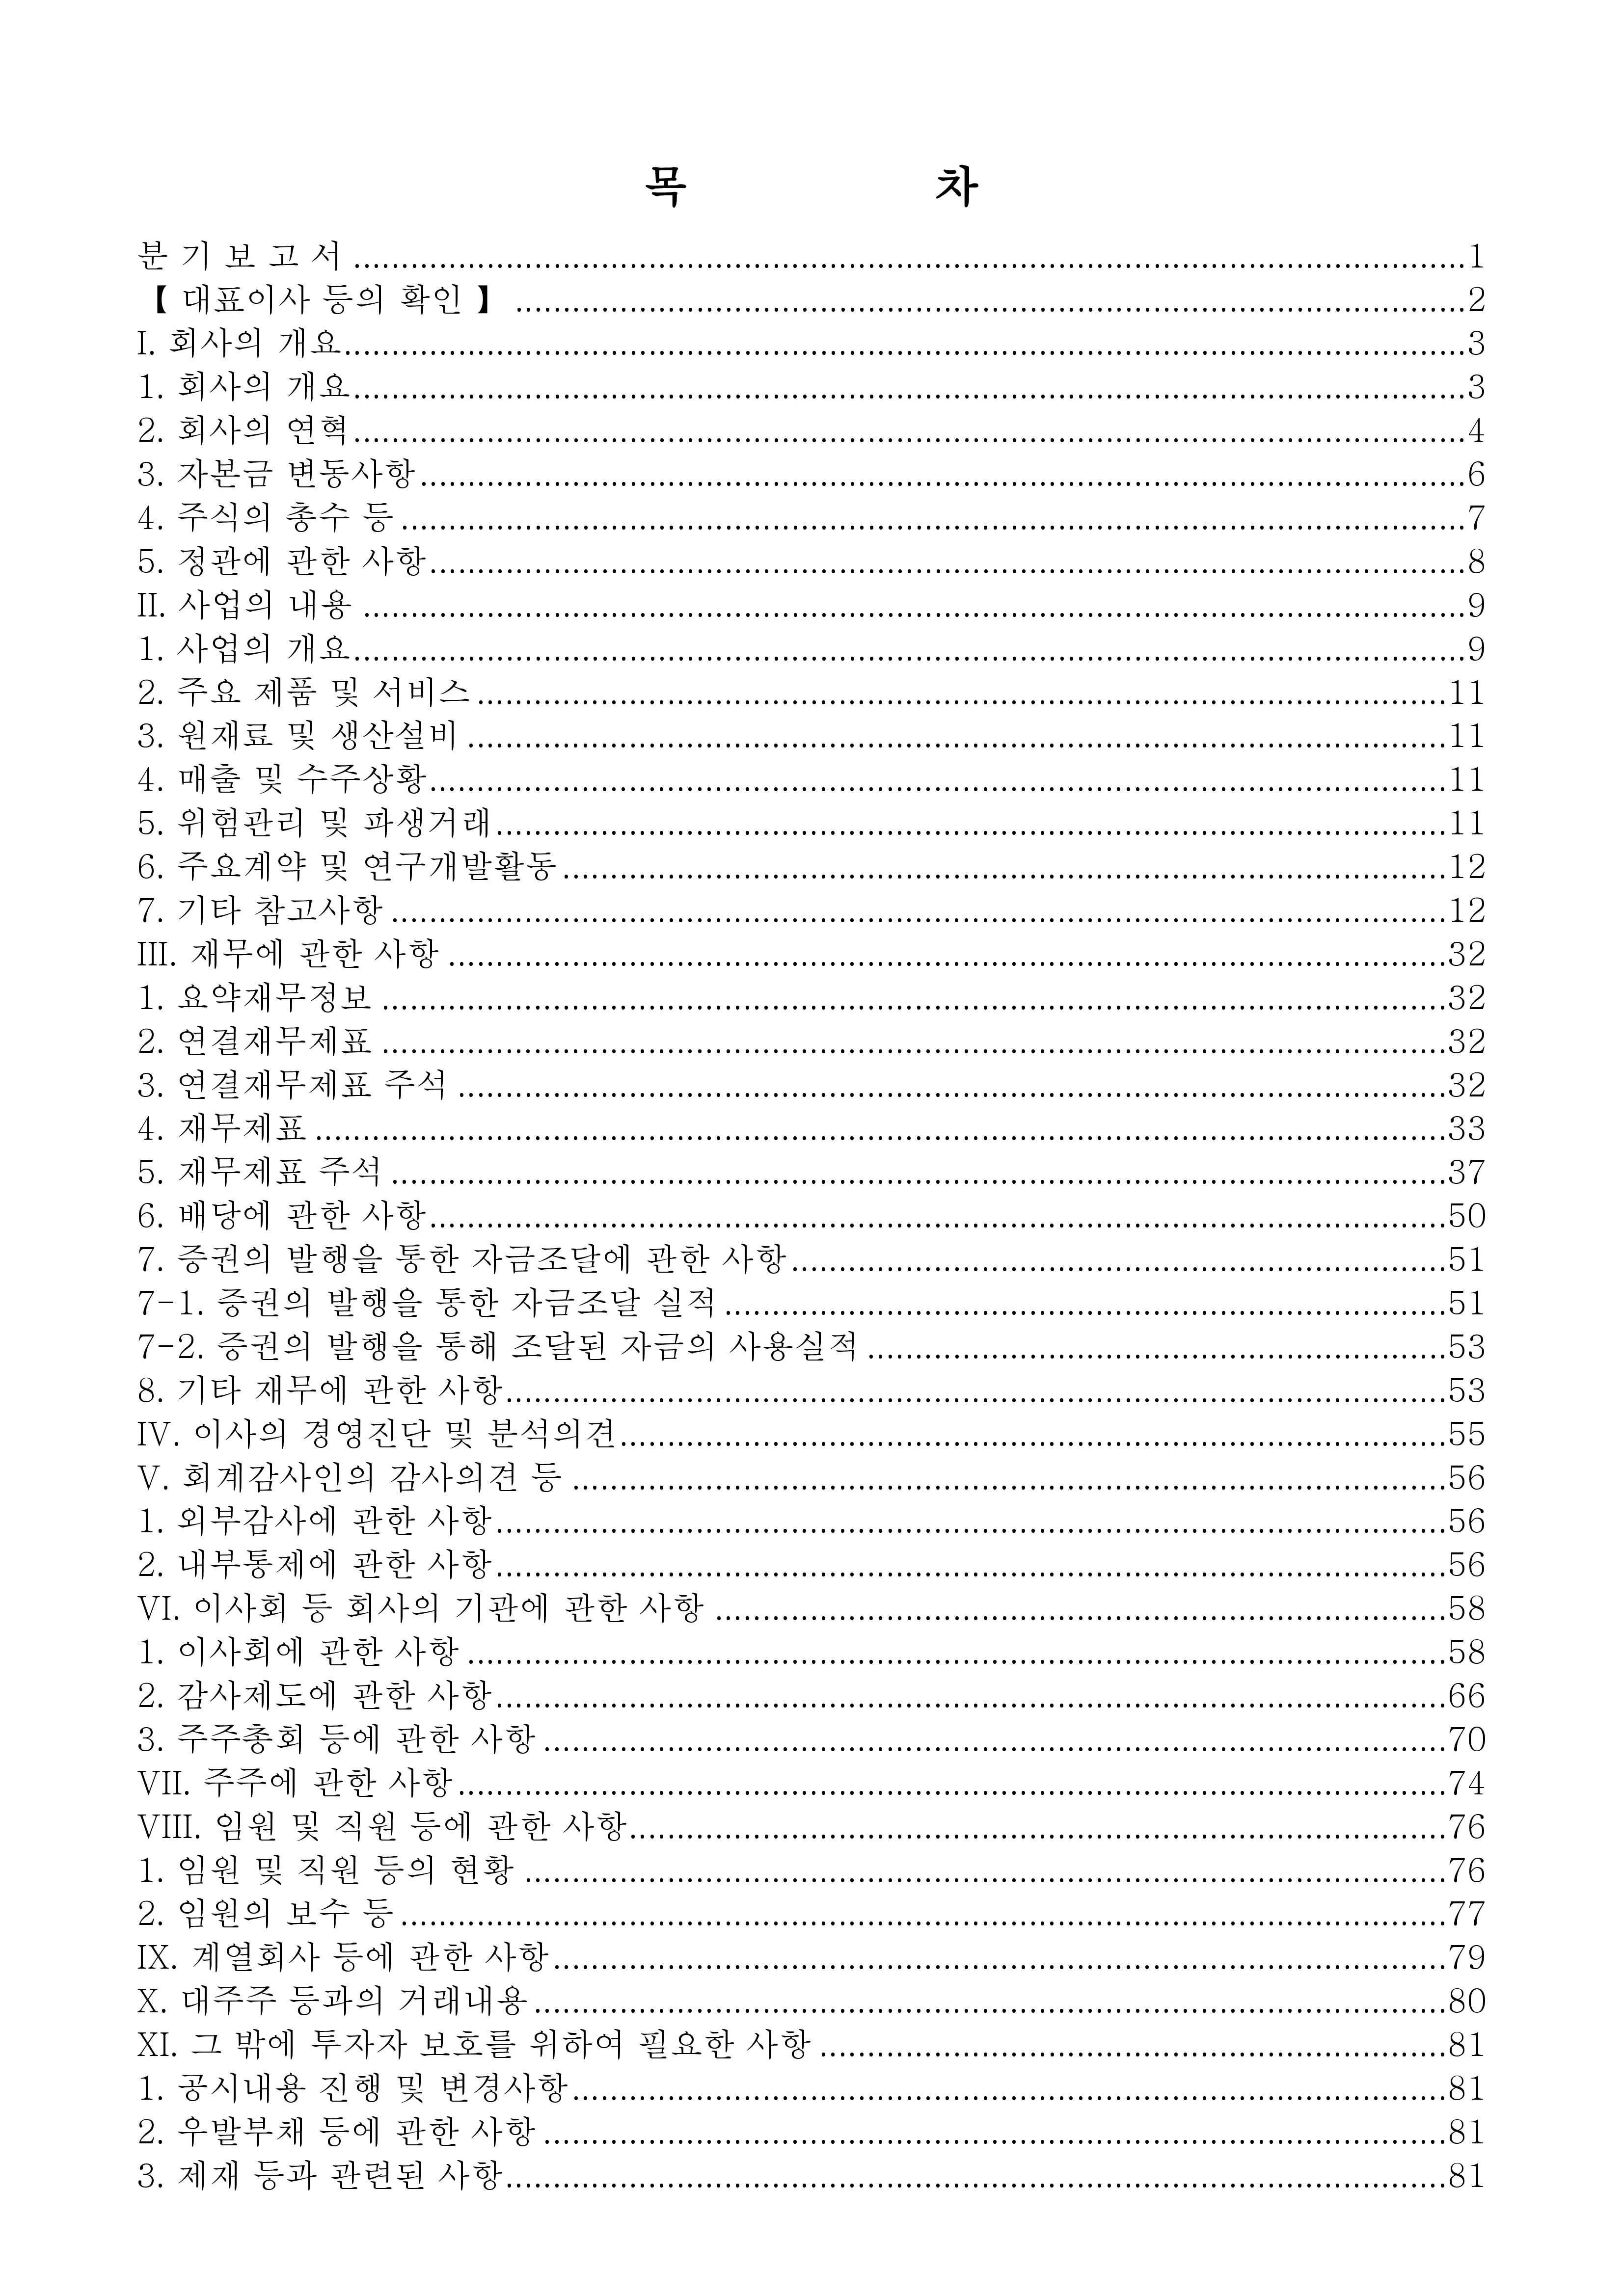 목 차
분 기 보 고 서 ....................1
【 대표이사 등의 확인 】 ....................2
I. 회사의 개요....................3
1. 회사의 개요....................3
2. 회사의 연혁....................4
3. 자본금 변동사항....................6
4. 주식의 총수 등....................7
5. 정관에 관한 사항....................8
II. 사업의 내용 ....................9
1. 사업의 개요....................9
2. 주요 제품 및 서비스....................11
3. 원재료 및 생산설비 ....................11
4. 매출 및 수주상황....................11
5. 위험관리 및 파생거래....................11
6. 주요계약 및 연구개발활동....................12
7. 기타 참고사항 ....................12
III. 재무에 관한 사항 ....................32
1. 요약재무정보 ....................32
2. 연결재무제표 ....................32
3. 연결재무제표 주석 ....................32
4. 재무제표 ....................33
5. 재무제표 주석 ....................37
6. 배당에 관한 사항....................50
7. 증권의 발행을 통한 자금조달에 관한 사항....................51
7-1. 증권의 발행을 통한 자금조달 실적 ....................51
7-2. 증권의 발행을 통해 조달된 자금의 사용실적 ....................53
8. 기타 재무에 관한 사항....................53
IV. 이사의 경영진단 및 분석의견....................55
V. 회계감사인의 감사의견 등 ....................56
1. 외부감사에 관한 사항....................56
2. 내부통제에 관한 사항....................56
VI. 이사회 등 회사의 기관에 관한 사항 ....................58
1. 이사회에 관한 사항 ....................58
2. 감사제도에 관한 사항....................66
3. 주주총회 등에 관한 사항 ....................70
VII. 주주에 관한 사항....................74
VIII. 임원 및 직원 등에 관한 사항....................76
1. 임원 및 직원 등의 현황 ....................76
2. 임원의 보수 등....................77
IX. 계열회사 등에 관한 사항....................79
X. 대주주 등과의 거래내용....................80
XI. 그 밖에 투자자 보호를 위하여 필요한 사항 ....................81
1. 공시내용 진행 및 변경사항....................81
2. 우발부채 등에 관한 사항 ....................81
3. 제재 등과 관련된 사항....................81